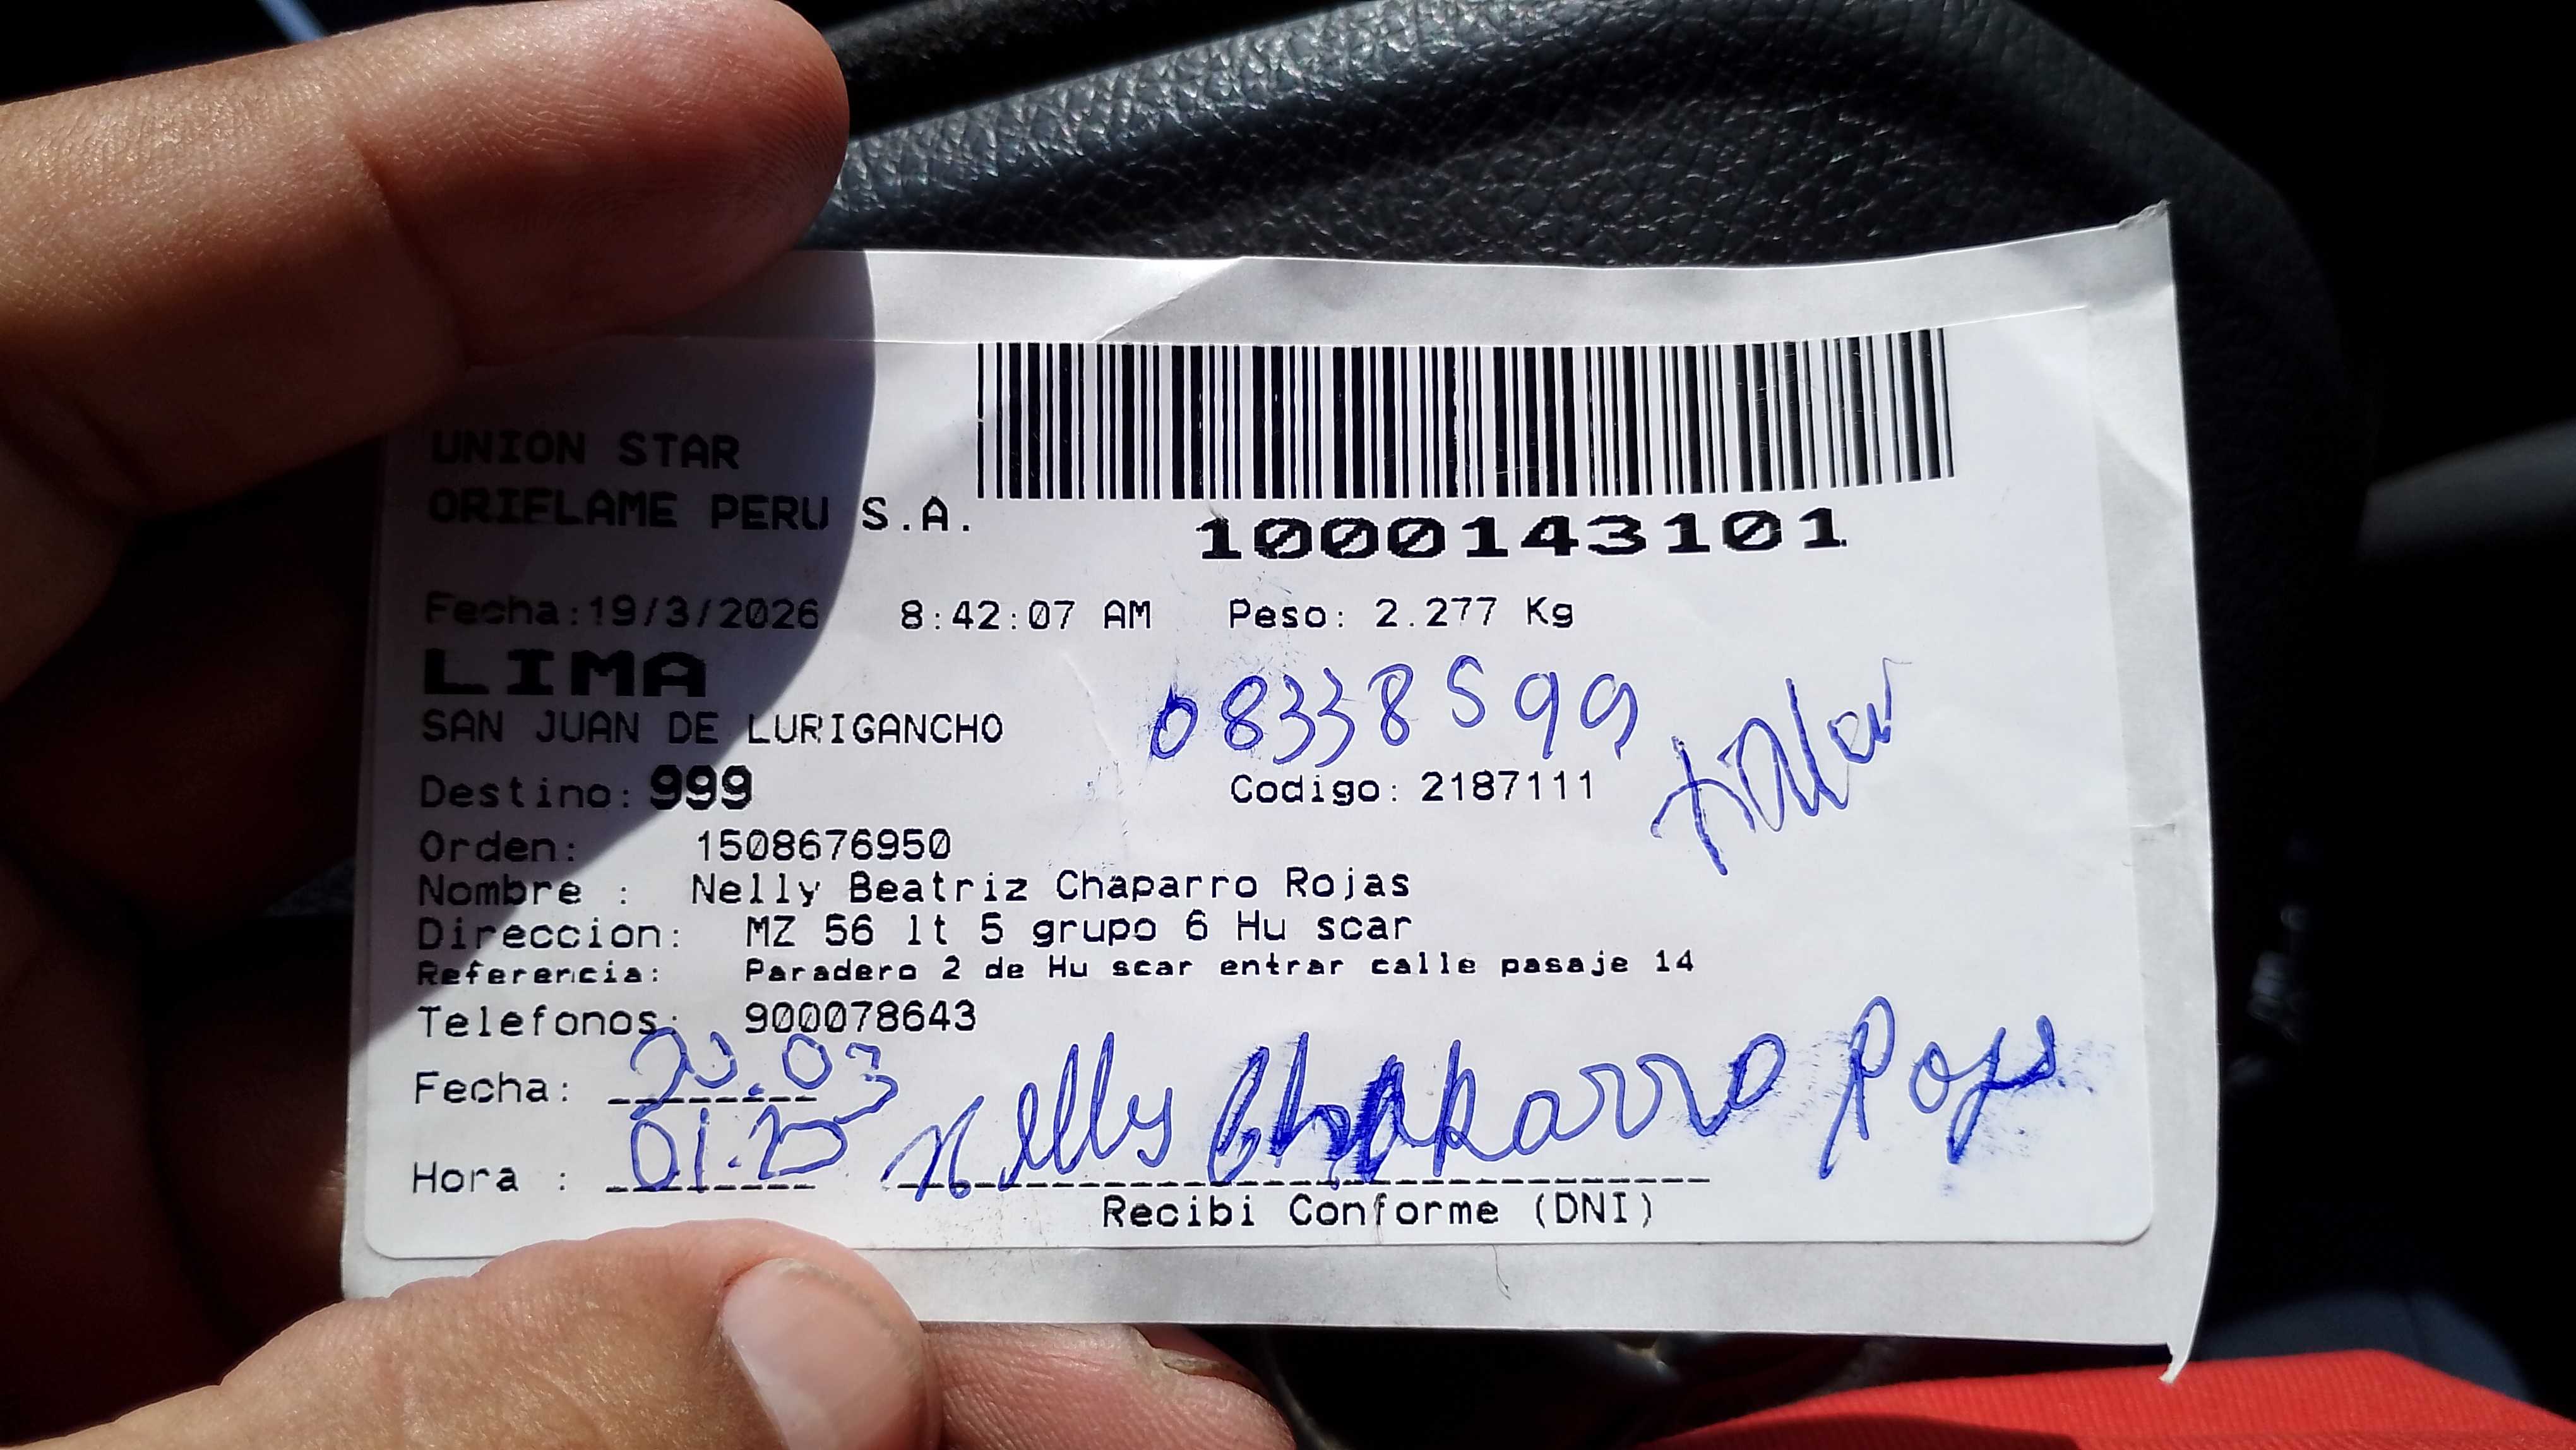 UNION STAR
ORIFLAME PERU S.A.
1000143101
Fecha:19/3/2026 8:42:07 AM Peso: 2.277 Kg
LIMA
SAN JUAN DE LURIGANCHO
08338599
Destino: 999 Codigo: 2187111
Orden: 1508676950
Nombre : Nelly Beatriz Chaparro Rojas
Direccion: MZ 56 lt 5 grupo 6 Hu scar
Referencia: Paradero 2 de Hu scar entrar calle pasaje 14
Telefonos: 900078643
Fecha: 20.03
Hora : 01.20 Nelly Chaparro Rojas
Recibi Conforme (DNI)